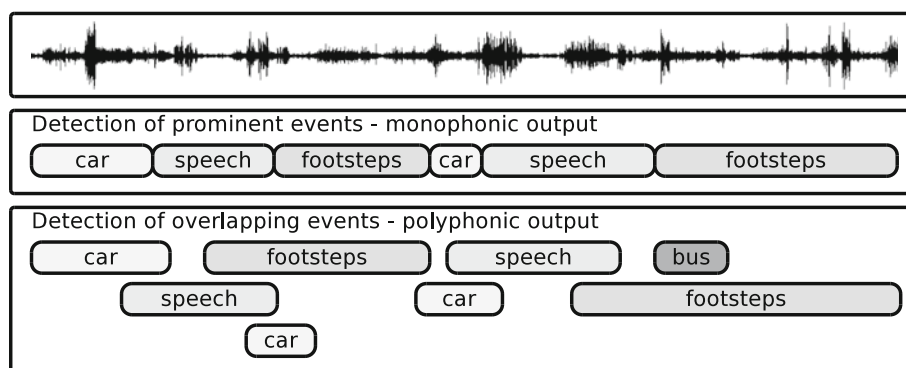 Detection of prominent events - monophonic output
car speech footsteps car speech footsteps
Detection of overlapping events - polyphonic output
car footsteps speech bus
speech car footsteps
car